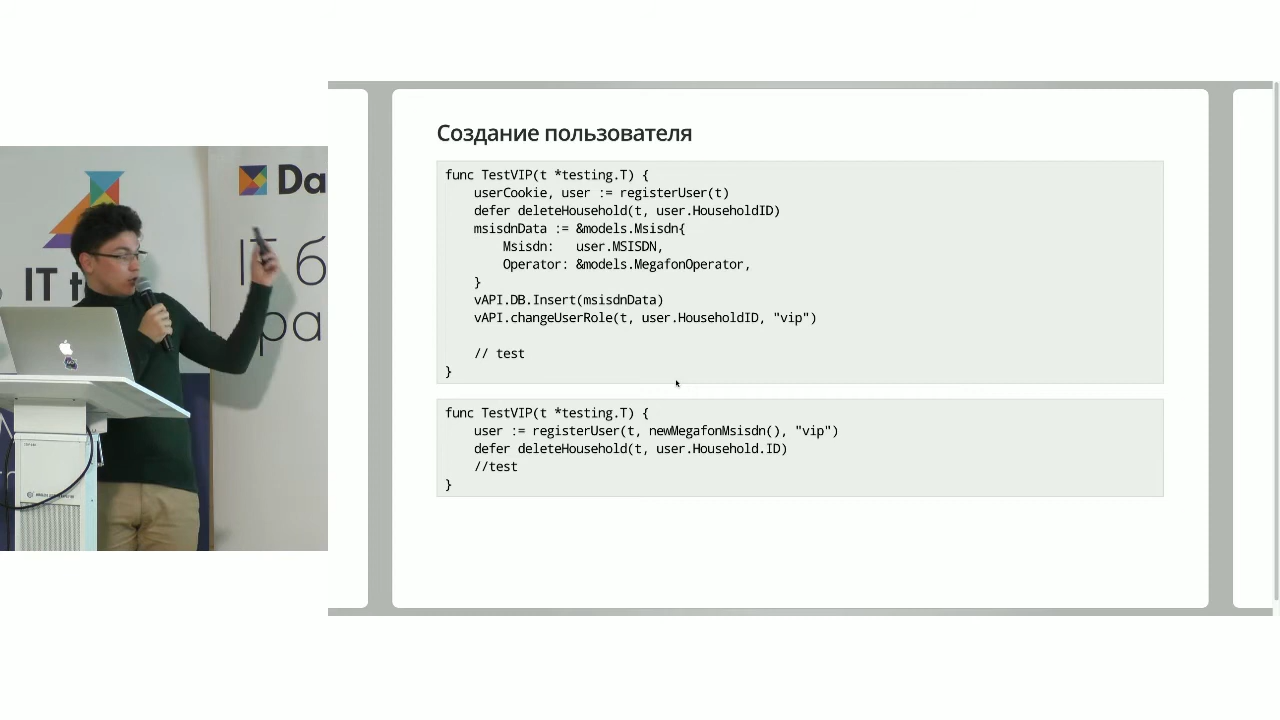 Создание пользователя
func TestVIP(t *testing.T) {
    userCookie, user := registerUser(t)
    defer deleteHousehold(t, user.HouseholdID)
    msisdnData := &models.Msisdn{
        Msisdn:   user.MSISDN,
        Operator: &models.MegafonOperator,
    }
    vAPI.DB.Insert(msisdnData)
    vAPI.changeUserRole(t, user.HouseholdID, "vip")
    // test
}
func TestVIP(t *testing.T) {
    user := registerUser(t, newMegafonMsisdn(), "vip")
    defer deleteHousehold(t, user.Household.ID)
    //test
}
IT t
Da
IT б
ра